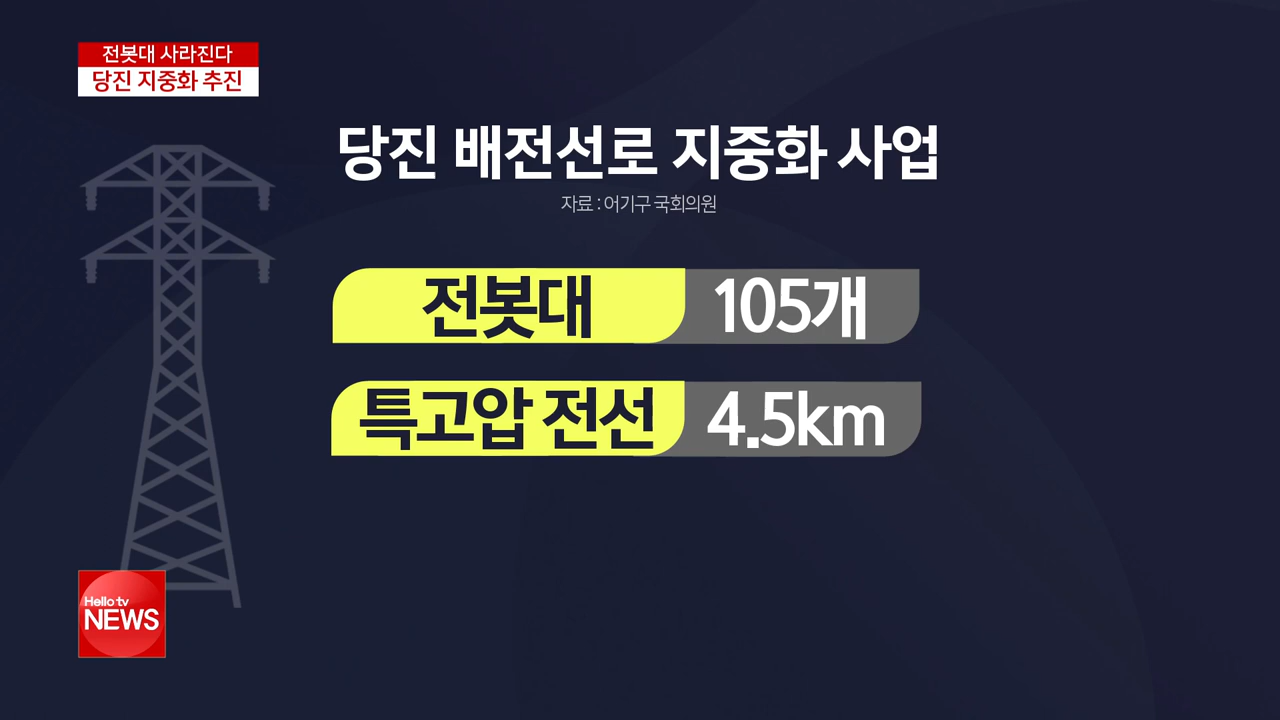 전봇대 사라진다
당진 지중화 추진
당진 배전선로 지중화 사업
자료 : 어기구 국회의원
전봇대 105개
특고압 전선 4.5km
Hello tv
NEWS